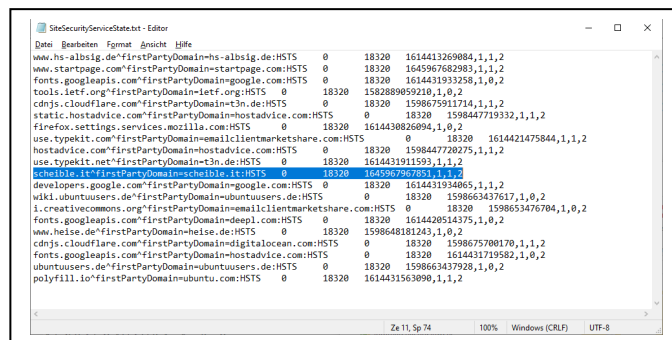 SiteSecurityServiceState.txt - Editor
Datei Bearbeiten Format Ansicht Hilfe
www.hs-albsig.de^firstPartyDomain=hs-albsig.de:HSTS 0 18320 1614413269084,1,1,2
www.startpage.com^firstPartyDomain=startpage.com:HSTS 0 18320 1645967682983,1,1,2
fonts.googleapis.com^firstPartyDomain=google.com:HSTS 0 18320 1614431933258,1,0,2
tools.ietf.org^firstPartyDomain=ietf.org:HSTS 0 18320 1582889059210,1,0,2
cdnjs.cloudflare.com^firstPartyDomain=t3n.de:HSTS 0 18320 1598675911714,1,1,2
static.hostadvice.com^firstPartyDomain=hostadvice.com:HSTS 0 18320 1598447719332,1,1,2
firefox.settings.services.mozilla.com:HSTS 0 18320 1614430826094,1,0,2
use.typekit.com^firstPartyDomain=emailclientmarketshare.com:HSTS 0 18320 1614421475844,1,1,2
hostadvice.com^firstPartyDomain=hostadvice.com:HSTS 0 18320 1598447720275,1,1,2
use.typekit.net^firstPartyDomain=t3n.de:HSTS 0 18320 1614431911593,1,1,2
scheible.it^firstPartyDomain=scheible.it:HSTS 0 18320 1645967967851,1,1,2
developers.google.com^firstPartyDomain=google.com:HSTS 0 18320 1614431934065,1,1,2
wiki.ubuntuusers.de^firstPartyDomain=ubuntuusers.de:HSTS 0 18320 1598663437617,1,0,2
i.creativecommons.org^firstPartyDomain=emailclientmarketshare.com:HSTS 0 18320 1598653476704,1,0,2
fonts.googleapis.com^firstPartyDomain=deepl.com:HSTS 0 18320 1614420514375,1,0,2
www.heise.de^firstPartyDomain=heise.de:HSTS 0 18320 1598648181243,1,0,2
cdnjs.cloudflare.com^firstPartyDomain=digitalocean.com:HSTS 0 18320 1598675700170,1,1,2
fonts.googleapis.com^firstPartyDomain=hostadvice.com:HSTS 0 18320 1614431719582,1,0,2
ubuntuusers.de^firstPartyDomain=ubuntuusers.de:HSTS 0 18320 1598663437928,1,0,2
polyfill.io^firstPartyDomain=ubuntu.com:HSTS 0 18320 1614431563090,1,1,2
Ze 11, Sp 74 100% Windows (CRLF) UTF-8